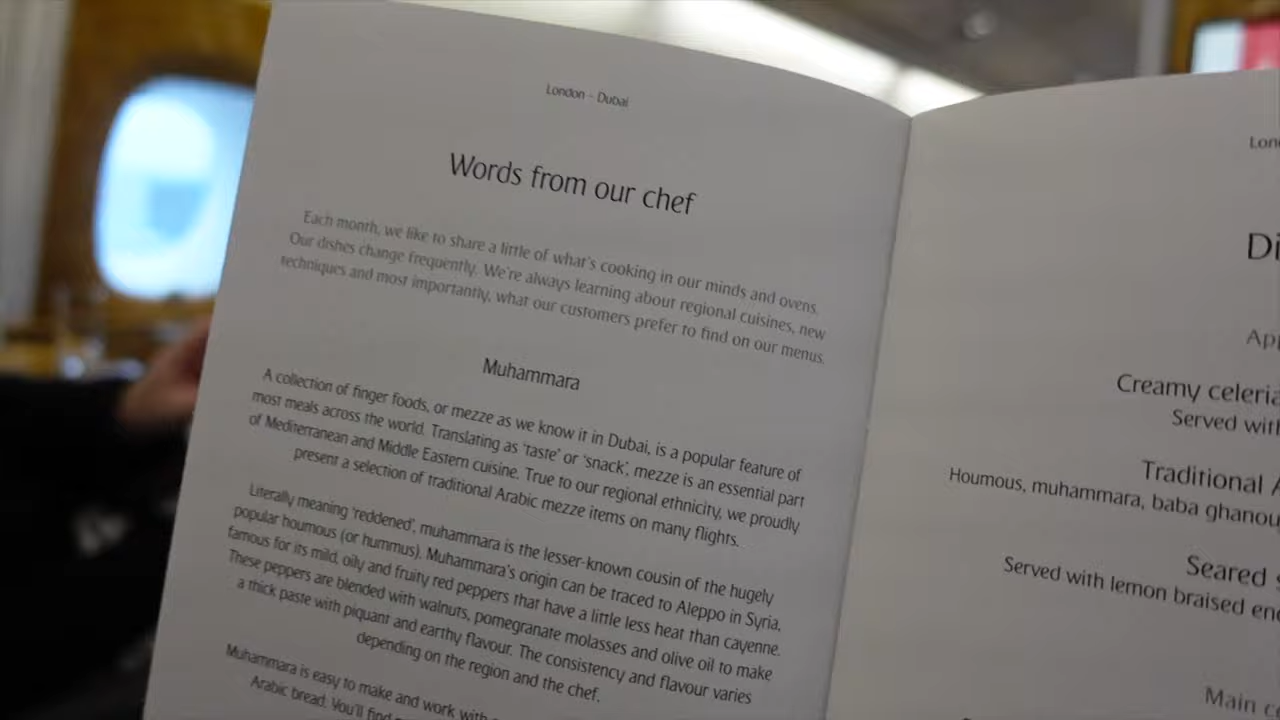 London - Dubai
Words from our chef
Each month, we like to share a little of what's cooking in our minds and ovens.
Our dishes change frequently. We're always learning about regional cuisines, new
techniques and most importantly, what our customers prefer to find on our menus.
Muhammara
A collection of finger foods, or mezze as we know it in Dubai, is a popular feature of
most meals across the world. Translating as 'taste' or 'snack', mezze is an essential part
of Mediterranean and Middle Eastern cuisine. True to our regional ethnicity, we proudly
present a selection of traditional Arabic mezze items on many flights.
Literally meaning 'reddened', muhammara is the lesser-known cousin of the hugely
popular houmous (or hummus). Muhammara's origin can be traced to Aleppo in Syria,
famous for its mild, oily and fruity red peppers that have a little less heat than cayenne.
These peppers are blended with walnuts, pomegranate molasses and olive oil to make
a thick paste with piquant and earthy flavour. The consistency and flavour varies
depending on the region and the chef.
Muhammara is easy to make and work with
Arabic bread. You'll find
Creamy
Served with
Traditional
Houmous, muhammara, baba
Seared
Served with lemon braised
Main